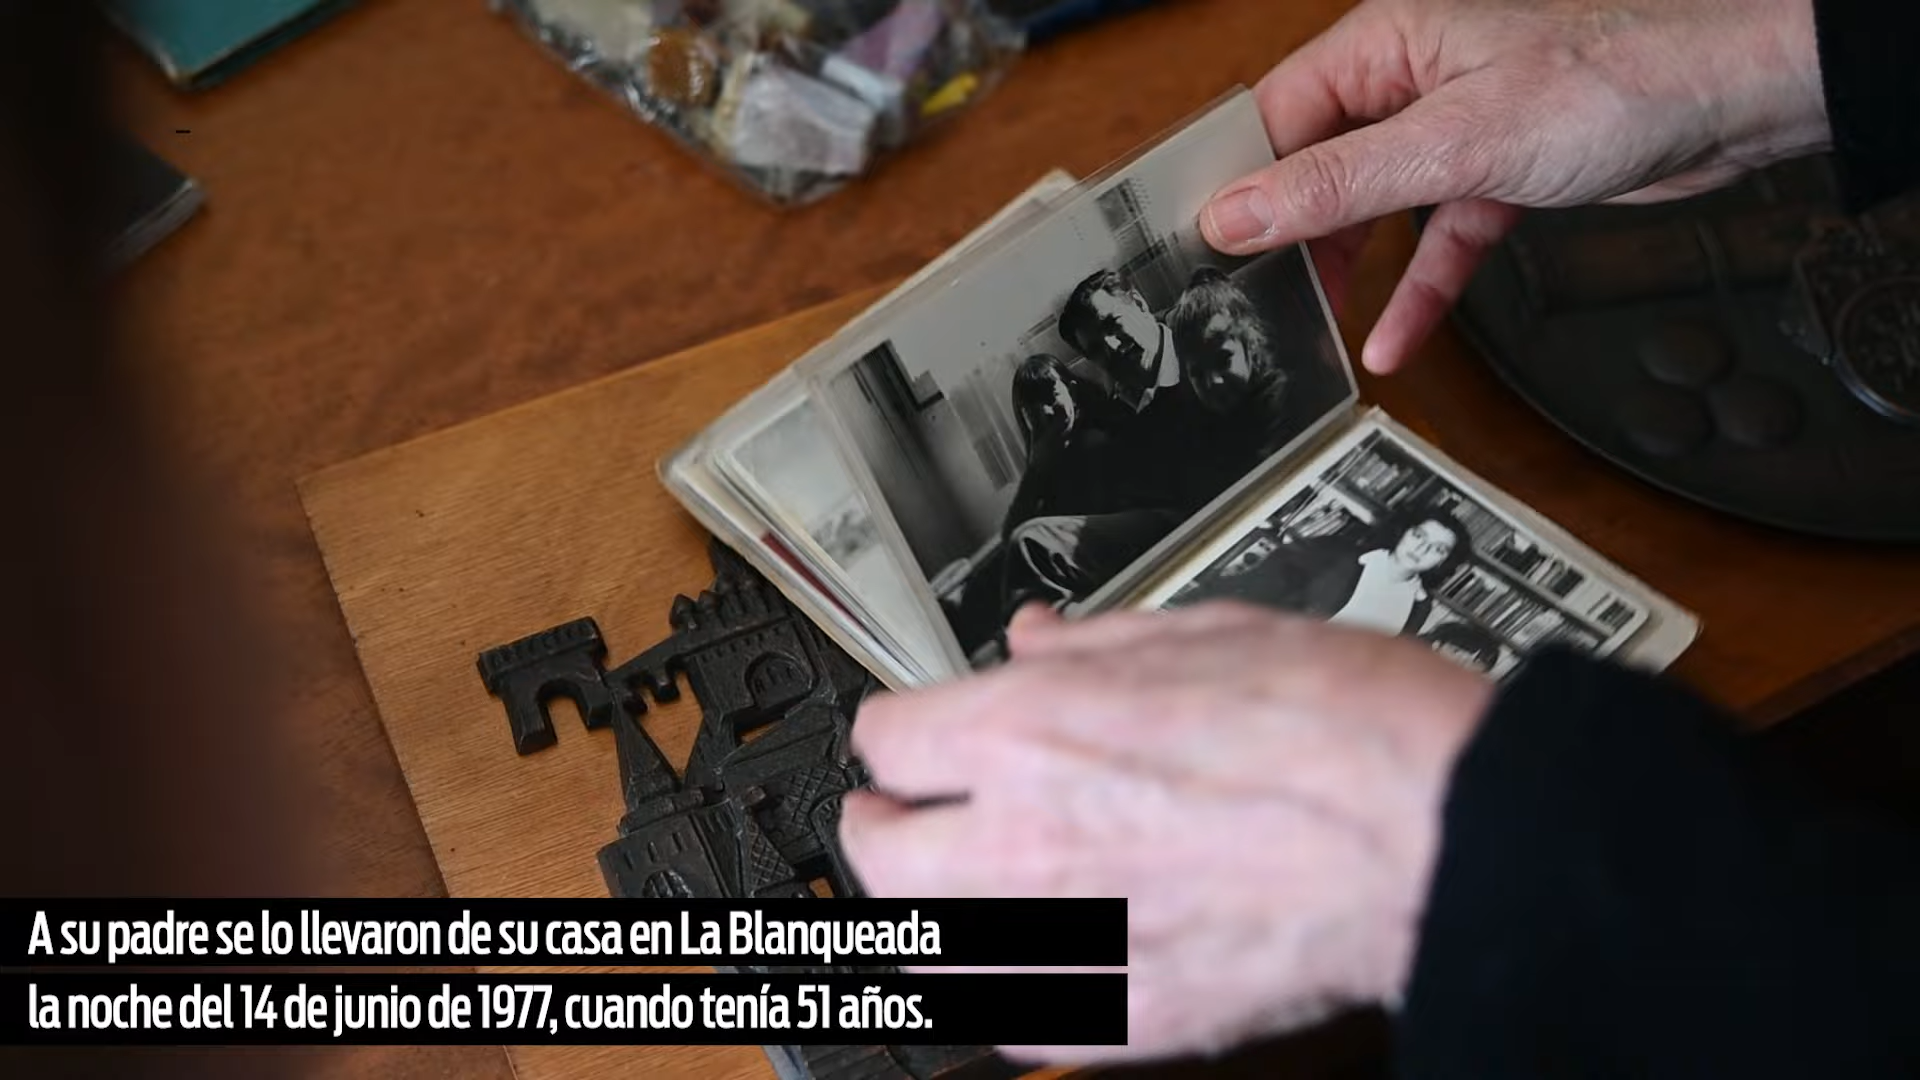 A su padre se lo llevaron de su casa en La Blanqueada
la noche del 14 de junio de 1977, cuando tenía 51 años.